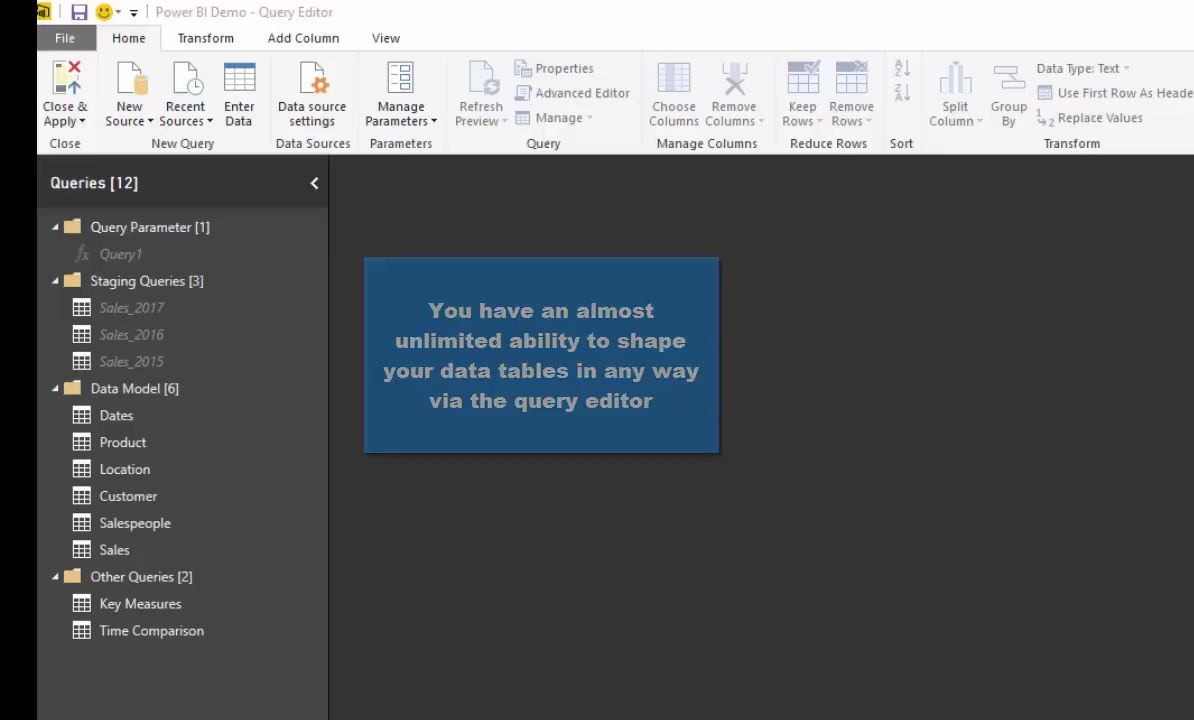 Power BI Demo - Query Editor
File Home Transform Add Column View
Close & Apply
New Source
Recent Sources
Enter Data
Data source settings
Manage Parameters
Refresh Preview
Properties
Advanced Editor
Manage
Choose Columns
Remove Columns
Keep Rows
Remove Rows
A Z
Z A
Split Column
Group By
Data Type: Text
Use First Row As Heade
1 2 Replace Values
Close New Query Data Sources Parameters Query Manage Columns Reduce Rows Sort Transform
Queries [12]
Query Parameter [1]
fx Query1
Staging Queries [3]
Sales_2017
Sales_2016
Sales_2015
Data Model [6]
Dates
Product
Location
Customer
Salespeople
Sales
Other Queries [2]
Key Measures
Time Comparison
You have an almost
unlimited ability to shape
your data tables in any way
via the query editor